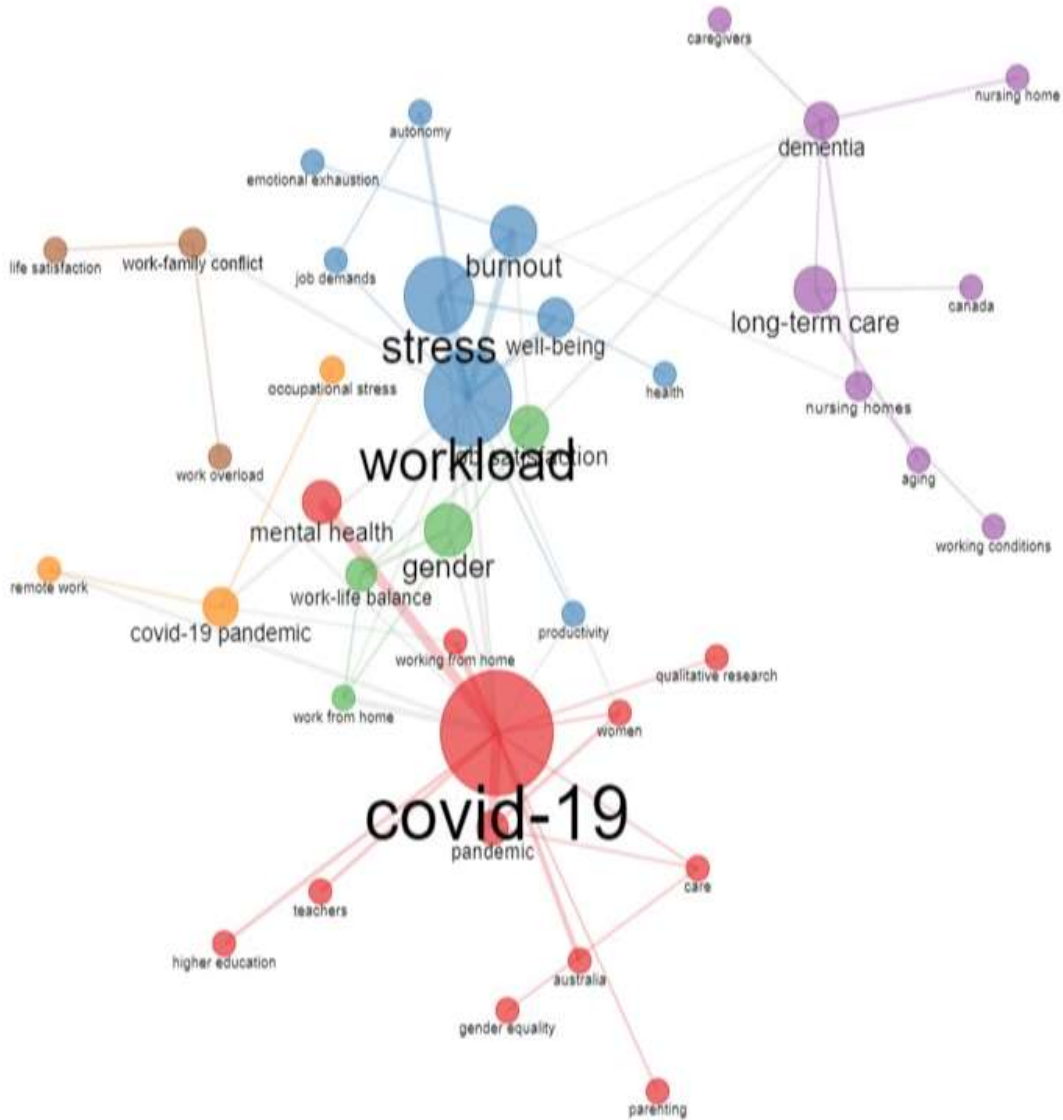 caregivers
nursing home
autonomy
dementia
emotional exhaustion
burnout
life satisfaction
work-family conflict
job demands
canada
long-term care
stress
well-being
occupational stress
health
nursing homes
workload
job satisfaction
work overload
aging
mental health
working conditions
gender
remote work
work-life balance
covid-19 pandemic
productivity
working from home
qualitative research
work from home
women
covid-19
pandemic
care
teachers
higher education
australia
gender equality
parenting